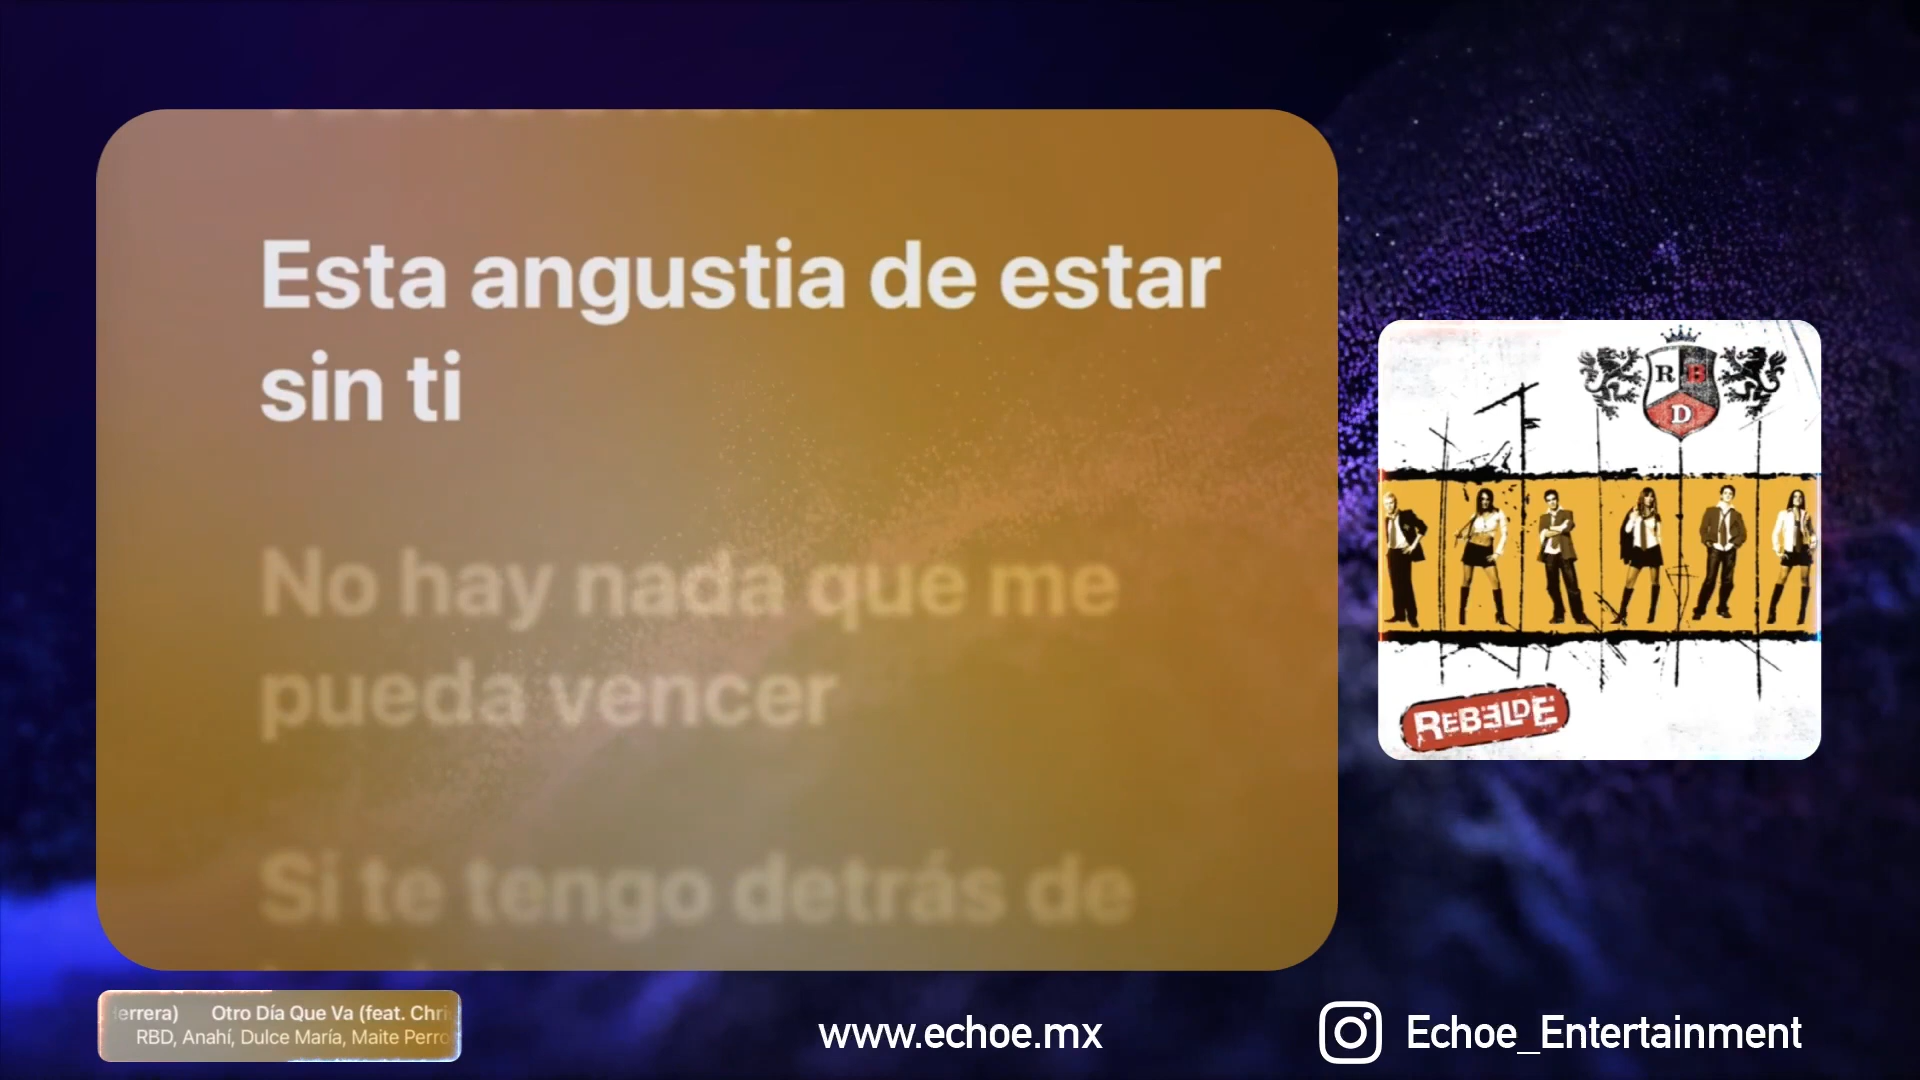 Esta angustia de estar
sin ti
No hay nada que me
pueda vencer
Si te tengo detrás de
R B
D
REBELDE
Herrera) Otro Día Que Va (feat. Chri
RBD, Anahí, Dulce María, Maite Perro
www.echoe.mx
Echoe_Entertainment